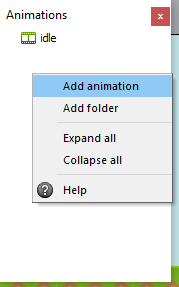 Animations
x
idle
Add animation
Add folder
Expand all
Collapse all
? Help